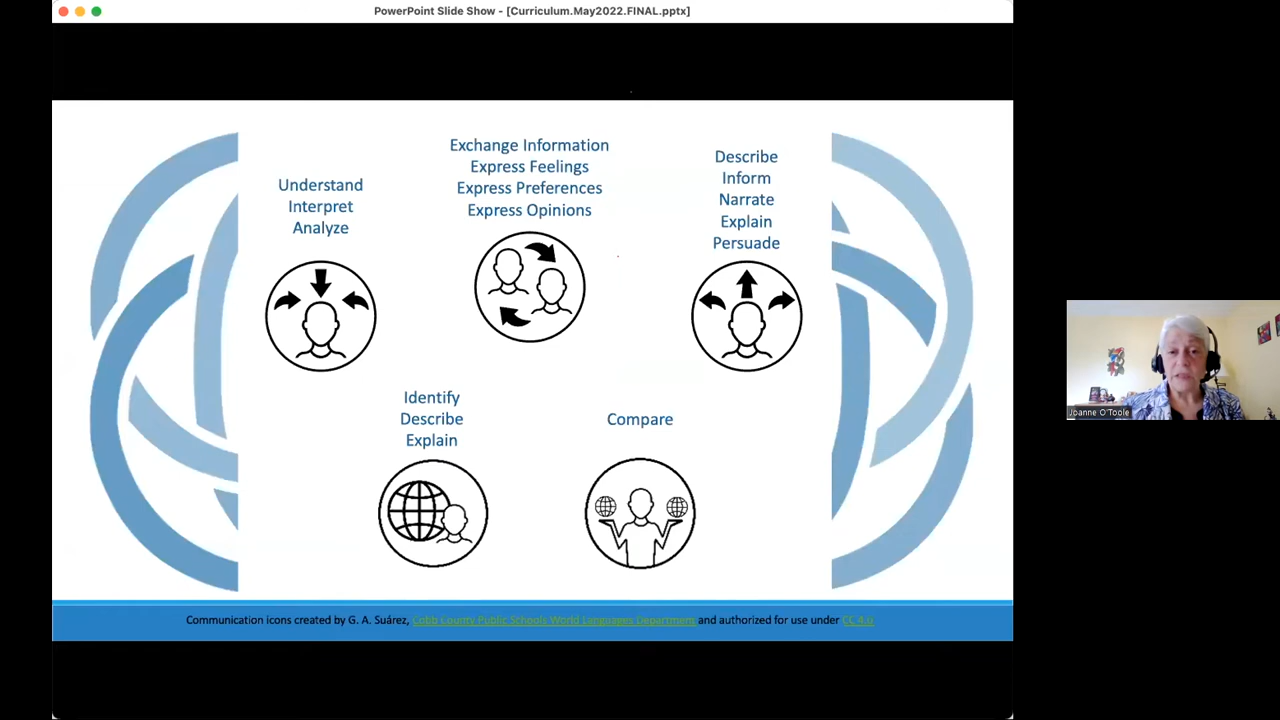 PowerPoint Slide Show - [Curriculum.May2022.FINAL.pptx]
Understand
Interpret
Analyze
Exchange Information
Express Feelings
Express Preferences
Express Opinions
Describe
Inform
Narrate
Explain
Persuade
Identify
Describe
Explain
Compare
Communication icons created by G. A. Suárez, Cobb County Public Schools World Languages Department and authorized for use under CC 4.0
Joanne O'Toole